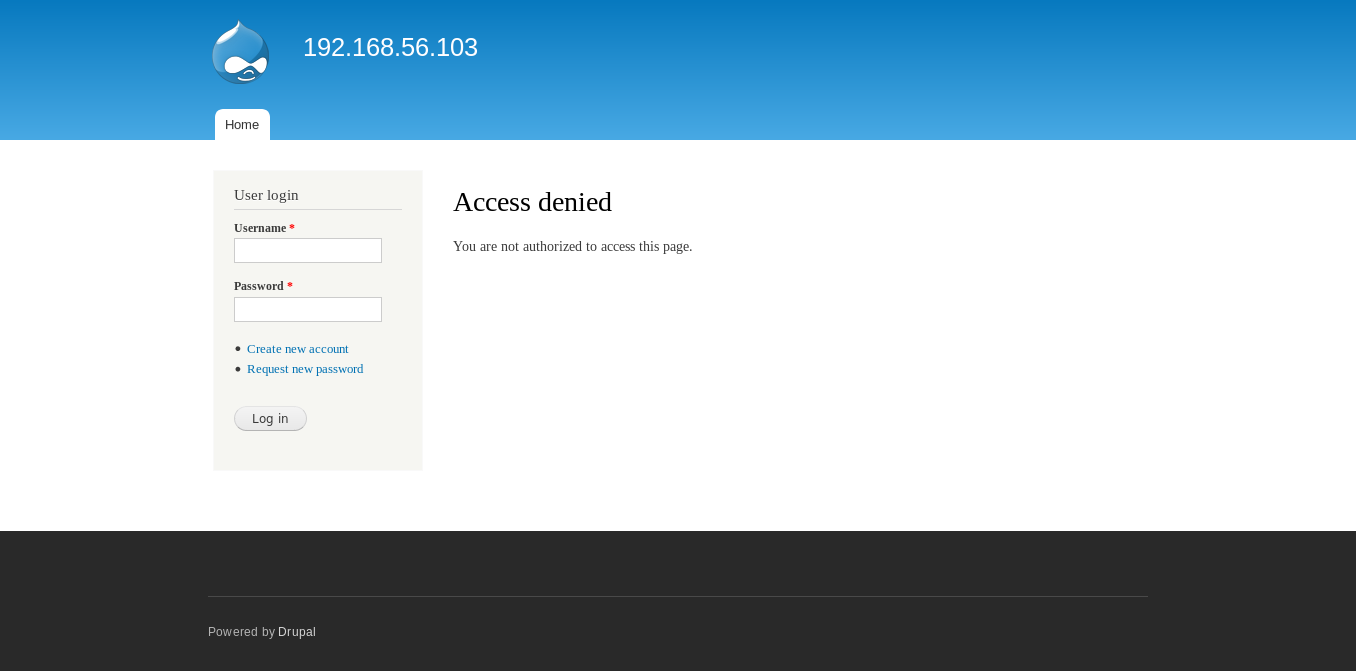 192.168.56.103
Home
User login
Username *
Password *
Create new account
Request new password
Log in
Access denied
You are not authorized to access this page.
Powered by Drupal